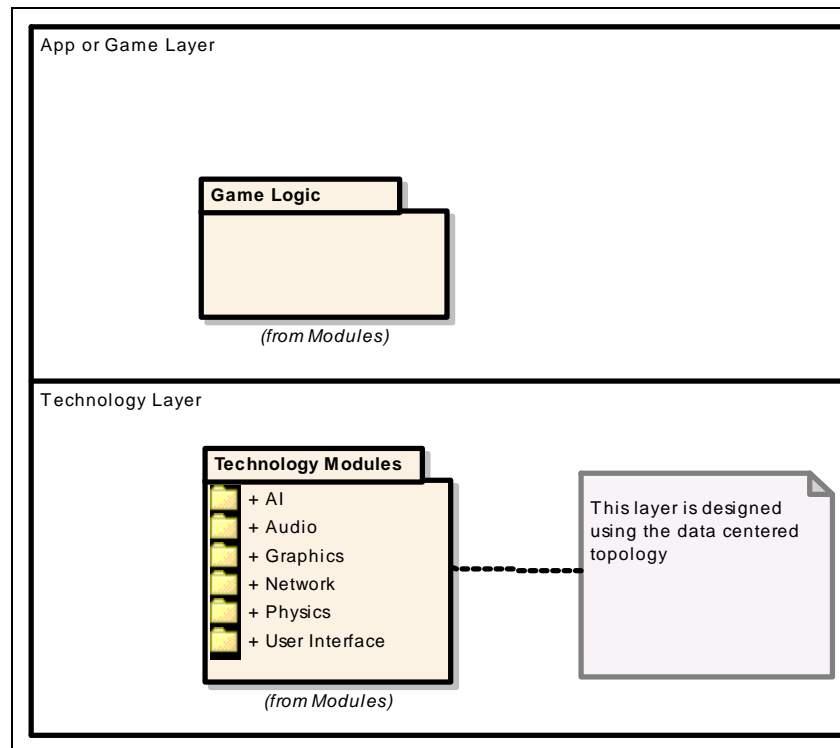 App or Game Layer
Game Logic
(from Modules)
Technology Layer
Technology Modules
+ AI
+ Audio
+ Graphics
+ Network
+ Physics
+ User Interface
(from Modules)
This layer is designed
using the data centered
topology